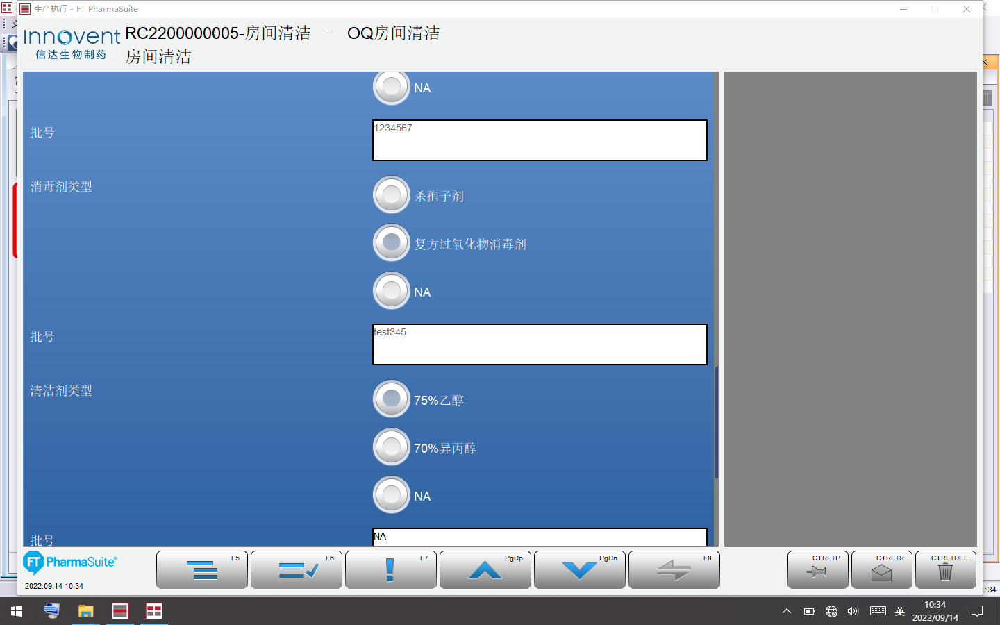 生产执行 - FT PharmaSuite
Innovent
信达生物制药
RC2200000005-房间清洁 - OQ房间清洁
房间清洁
NA
批号
1234567
消毒剂类型
杀孢子剂
复方过氧化物消毒剂
NA
批号
test345
清洁剂类型
75%乙醇
70%异丙醇
NA
批号
NA
FT PharmaSuite®
2022.09.14 10:34
F5
F6
F7
PgUp
PgDn
F8
CTRL+P
CTRL+R
CTRL+DEL
:34
英
10:34
2022/09/14